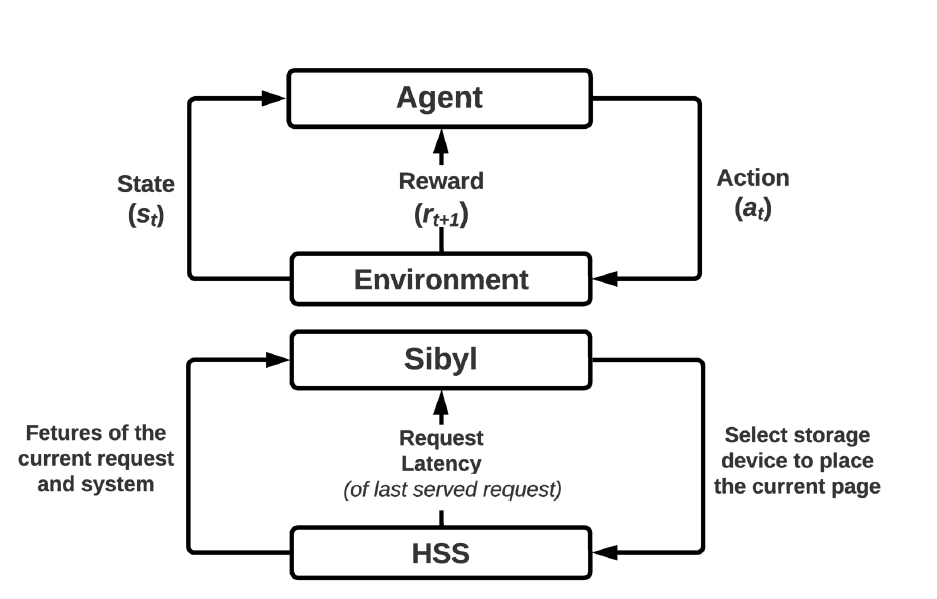 Agent
State
(st)
Reward
(rt+1)
Action
(at)
Environment
Sibyl
Fetures of the
current request
and system
Request
Latency
(of last served request)
Select storage
device to place
the current page
HSS